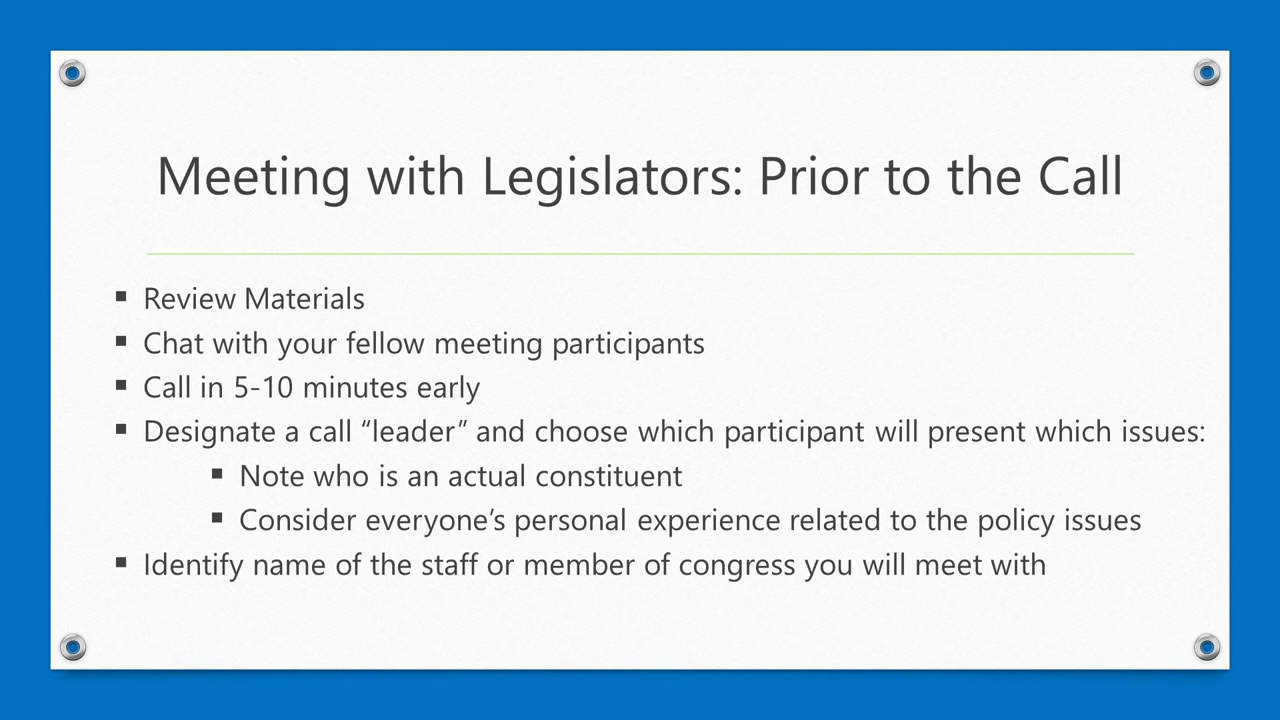 Meeting with Legislators: Prior to the Call
▪ Review Materials
▪ Chat with your fellow meeting participants
▪ Call in 5-10 minutes early
▪ Designate a call “leader” and choose which participant will present which issues:
▪ Note who is an actual constituent
▪ Consider everyone’s personal experience related to the policy issues
▪ Identify name of the staff or member of congress you will meet with